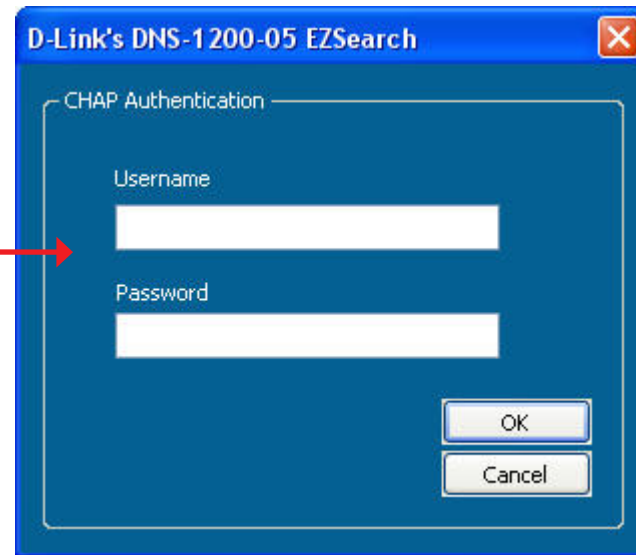 D-Link's DNS-1200-05 EZSearch
CHAP Authentication
Username
Password
OK
Cancel